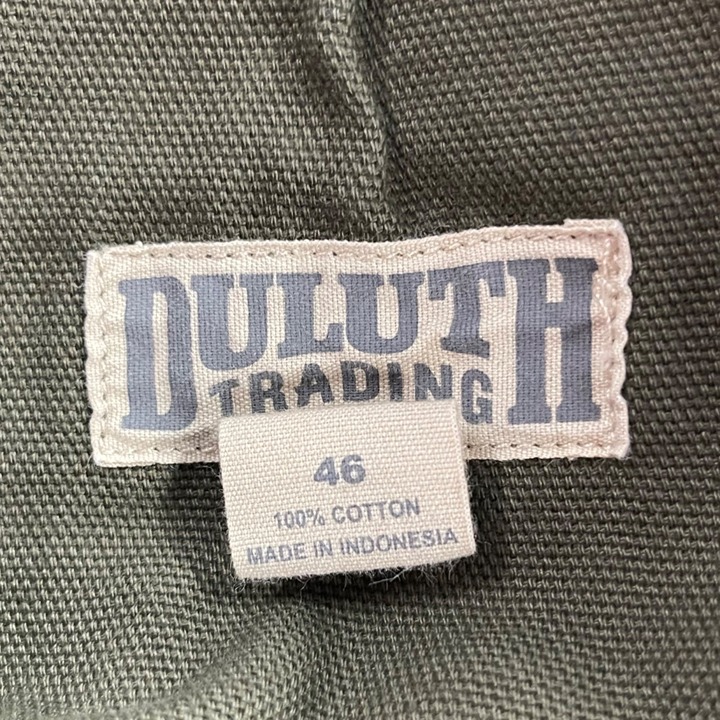 DULUTH
TRADING
46
100% COTTON
MADE IN INDONESIA